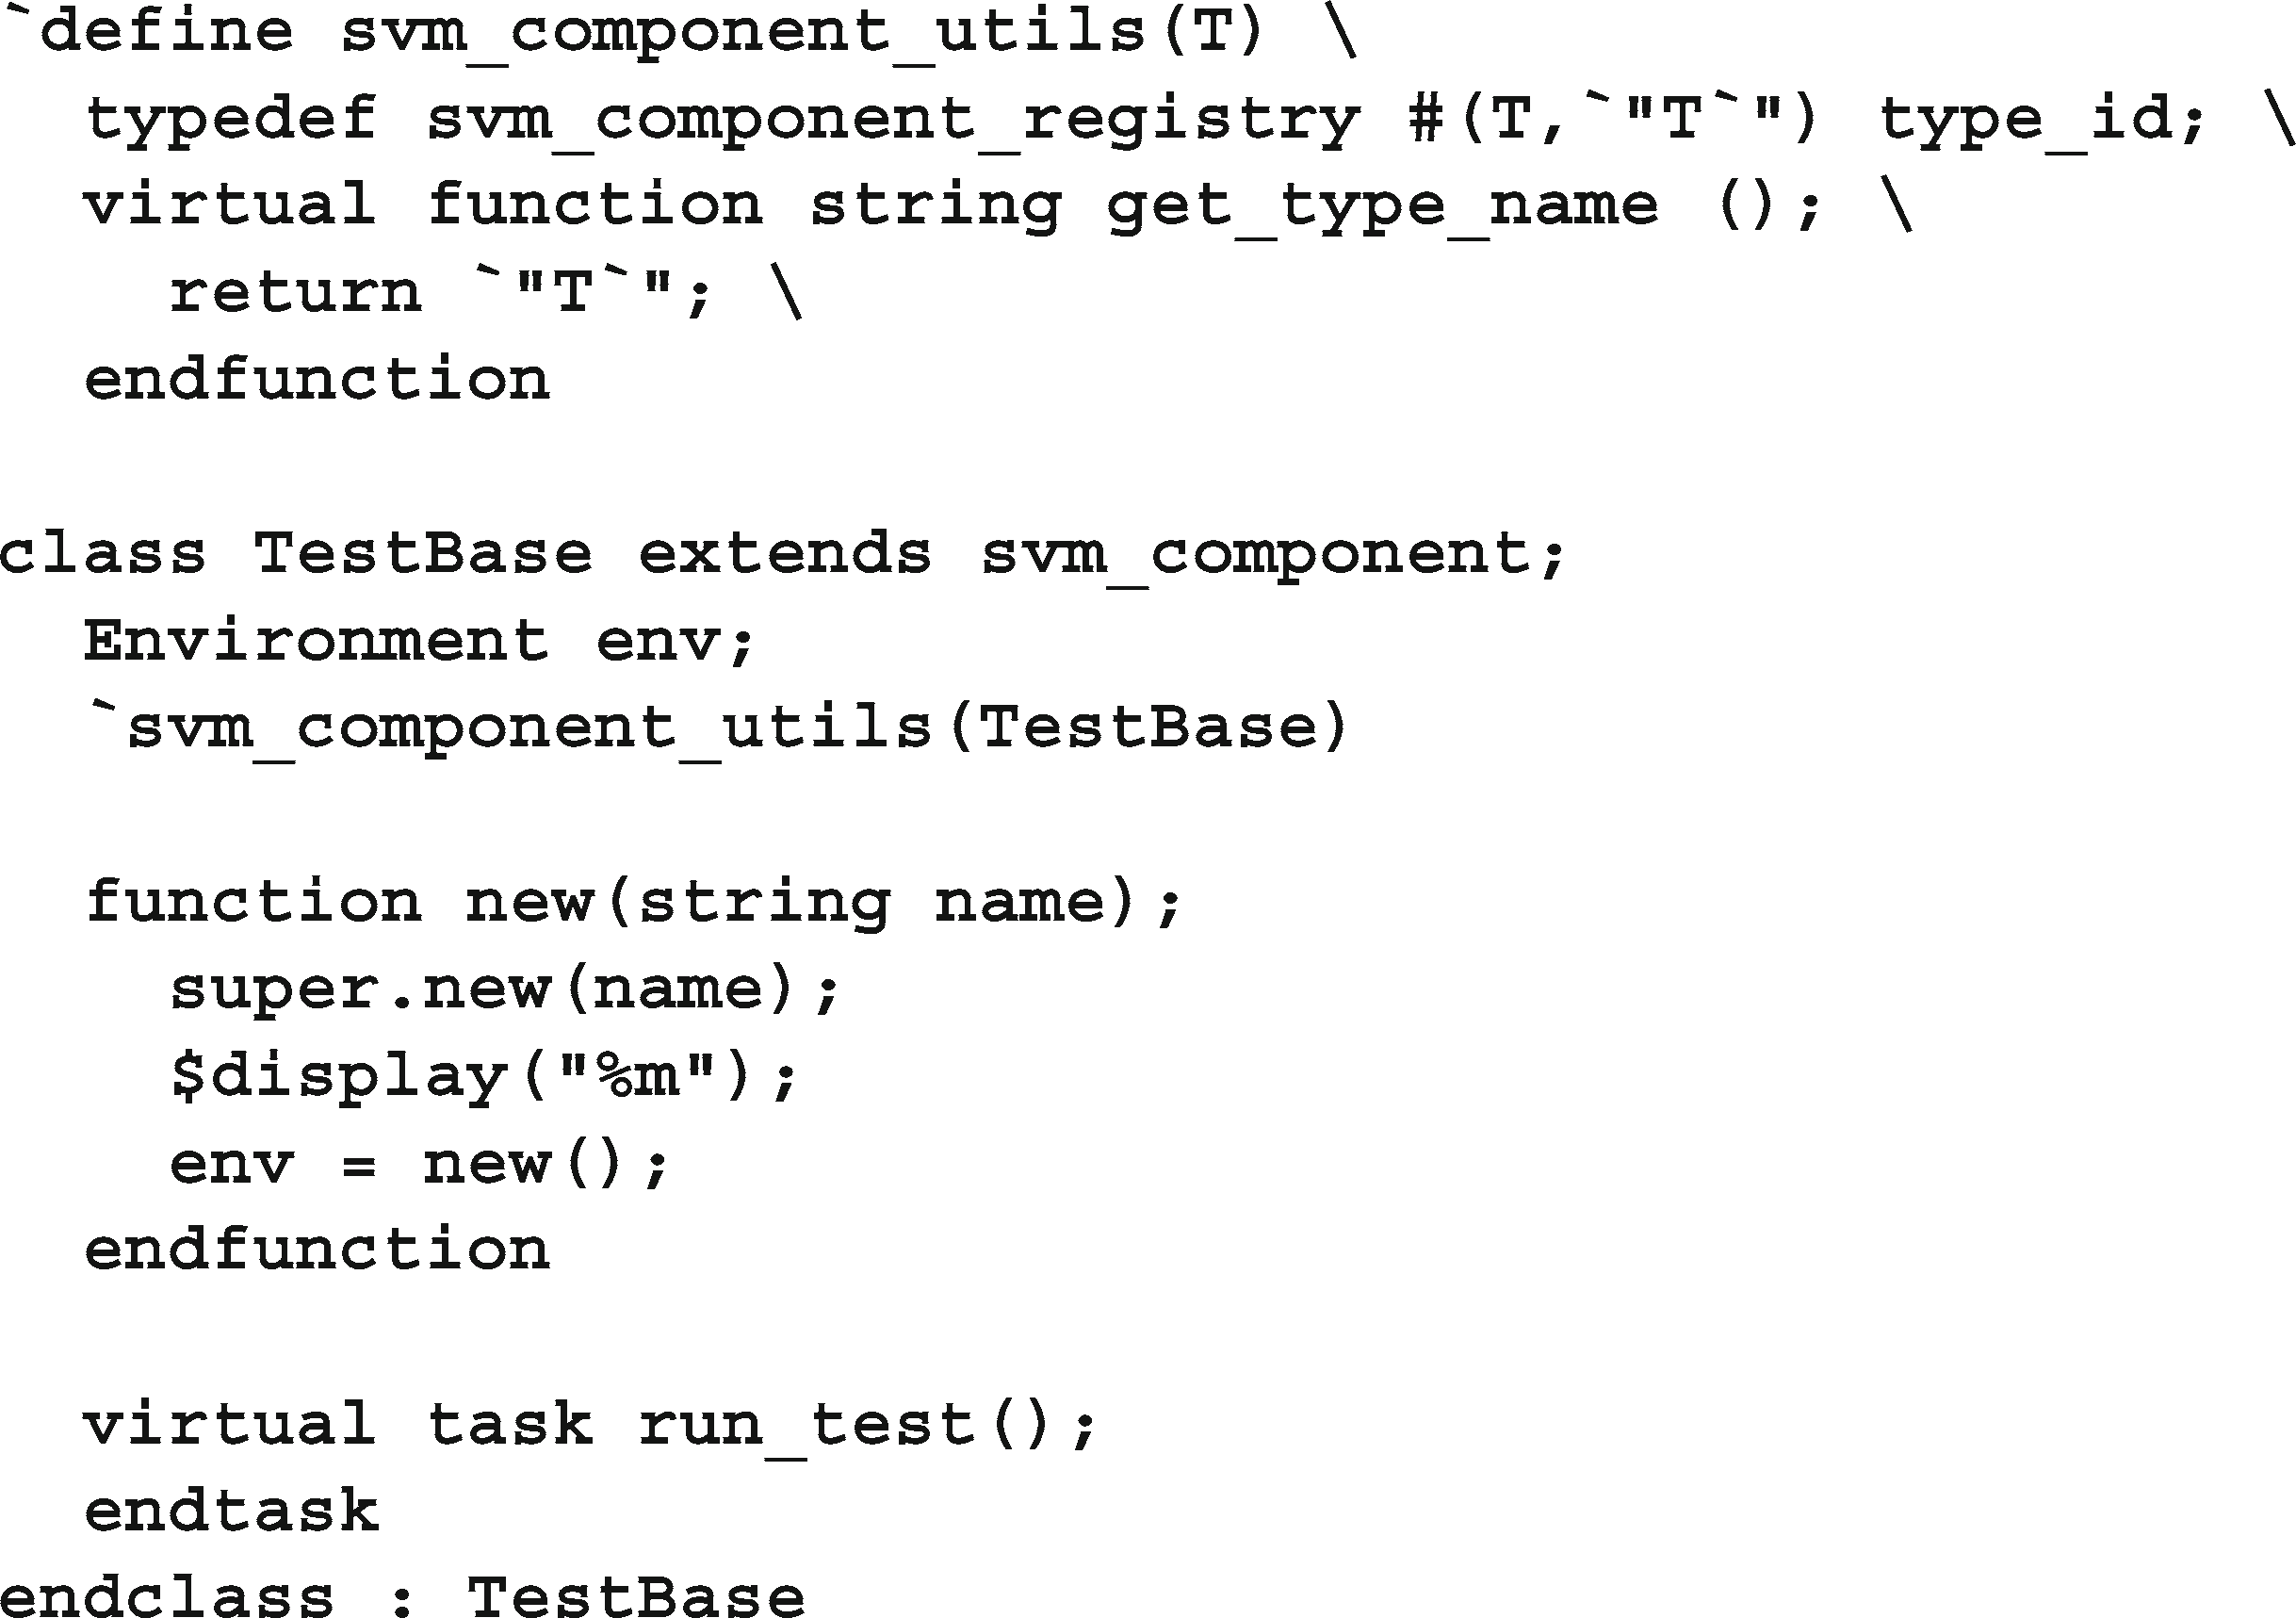 `define svm_component_utils(T) \
  typedef svm_component_registry #(T,`"T`") type_id; \
  virtual function string get_type_name (); \
    return `"T`"; \
  endfunction

class TestBase extends svm_component;
  Environment env;
  `svm_component_utils(TestBase)

  function new(string name);
    super.new(name);
    $display("%m");
    env = new();
  endfunction

  virtual task run_test();
  endtask
endclass : TestBase